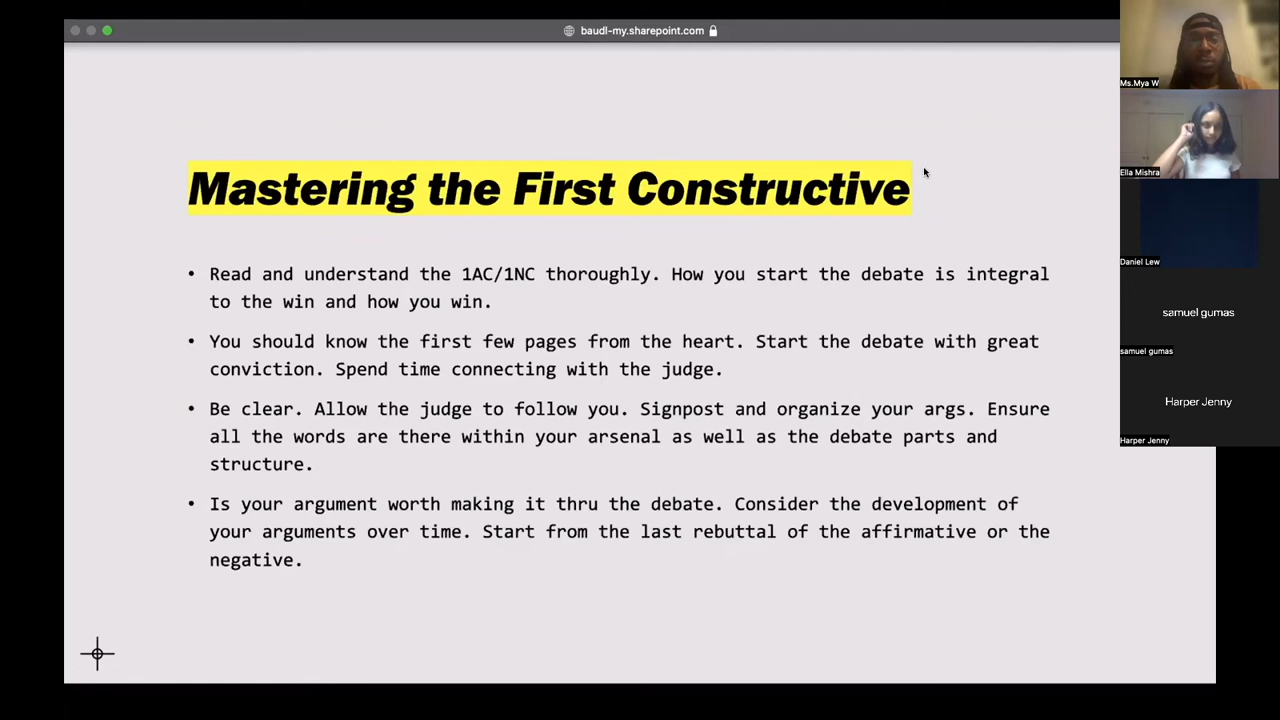 baudl-my.sharepoint.com
Mastering the First Constructive
• Read and understand the 1AC/1NC thoroughly. How you start the debate is integral
to the win and how you win.
• You should know the first few pages from the heart. Start the debate with great
conviction. Spend time connecting with the judge.
• Be clear. Allow the judge to follow you. Signpost and organize your args. Ensure
all the words are there within your arsenal as well as the debate parts and
structure.
• Is your argument worth making it thru the debate. Consider the development of
your arguments over time. Start from the last rebuttal of the affirmative or the
negative.
Ms.Mya W
Ella Mishra
Daniel Lew
samuel gumas
samuel gumas
Harper Jenny
Harper Jenny